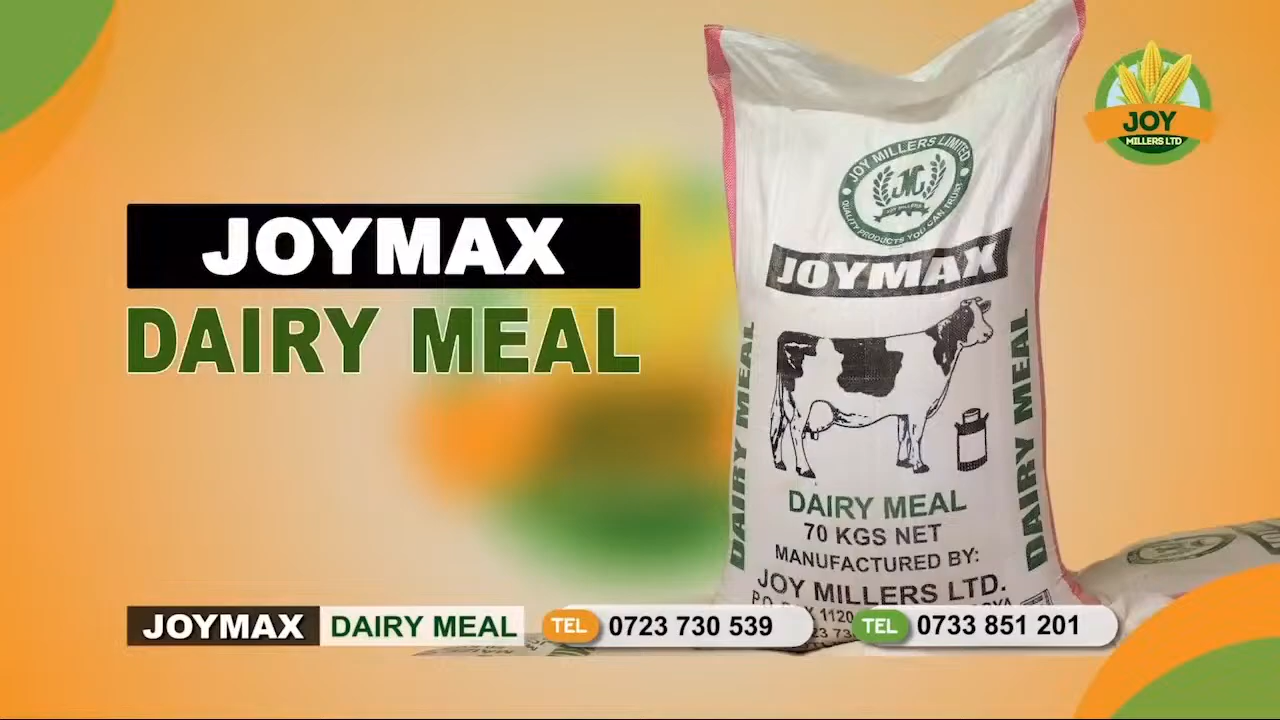 JOY
MILLERS LTD
JOYMAX
DAIRY MEAL
JOY MILLERS LIMITED
JOY MILLERS
QUALITY PRODUCTS YOU CAN TRUST
JOYMAX
DAIRY MEAL
DAIRY MEAL
DAIRY MEAL
70 KGS NET
MANUFACTURED BY:
JOY MILLERS LTD.
JOYMAX DAIRY MEAL TEL 0723 730 539 TEL 0733 851 201